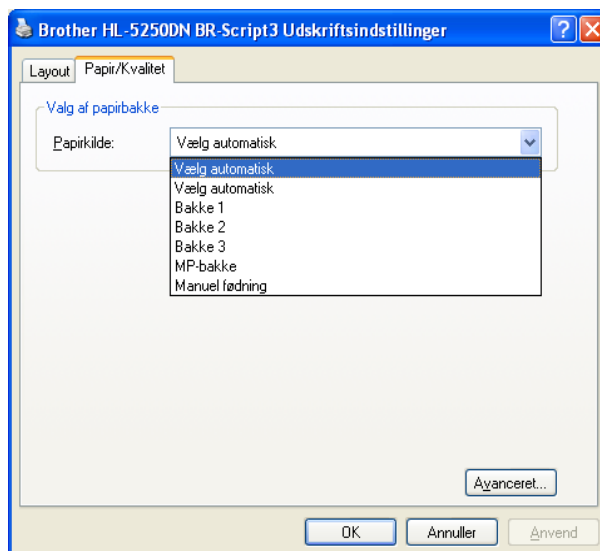 Brother HL-5250DN BR-Script3 Udskriftsindstillinger
Layout Papir/Kvalitet
Valg af papirbakke
Papirkilde: Vælg automatisk
Vælg automatisk
Vælg automatisk
Bakke 1
Bakke 2
Bakke 3
MP-bakke
Manuel fødning
Avanceret...
OK Annuller Anvend